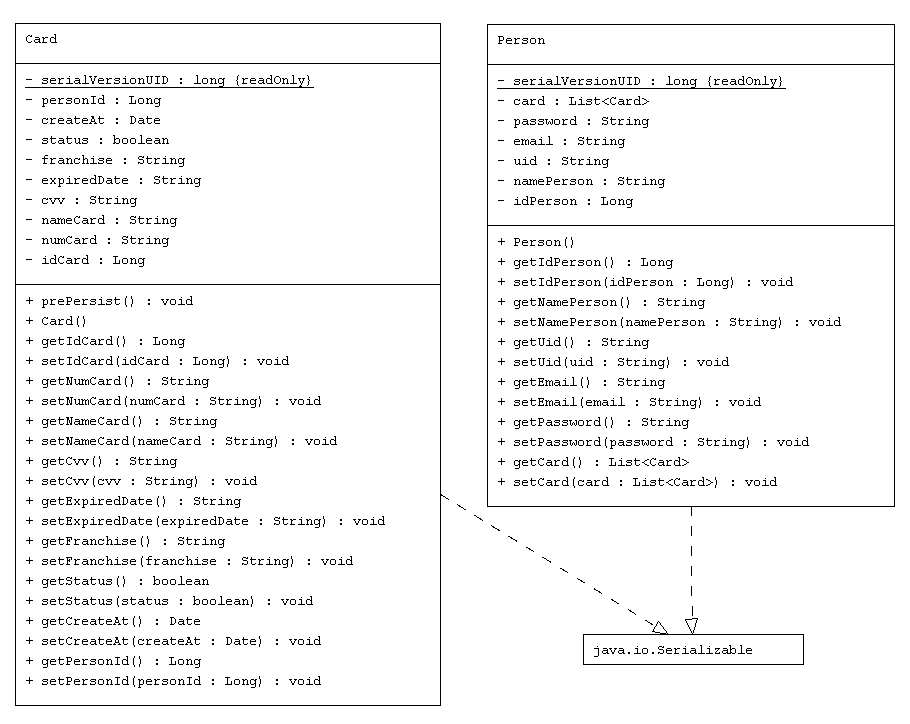 Card
- serialVersionUID : long {readOnly}
- personId : Long
- createAt : Date
- status : boolean
- franchise : String
- expiredDate : String
- cvv : String
- nameCard : String
- numCard : String
- idCard : Long
+ prePersist() : void
+ Card()
+ getIdCard() : Long
+ setIdCard(idCard : Long) : void
+ getNumCard() : String
+ setNumCard(numCard : String) : void
+ getNameCard() : String
+ setNameCard(nameCard : String) : void
+ getCvv() : String
+ setCvv(cvv : String) : void
+ getExpiredDate() : String
+ setExpiredDate(expiredDate : String) : void
+ getFranchise() : String
+ setFranchise(franchise : String) : void
+ getStatus() : boolean
+ setStatus(status : boolean) : void
+ getCreateAt() : Date
+ setCreateAt(createAt : Date) : void
+ getPersonId() : Long
+ setPersonId(personId : Long) : void
Person
- serialVersionUID : long {readOnly}
- card : List<Card>
- password : String
- email : String
- uid : String
- namePerson : String
- idPerson : Long
+ Person()
+ getIdPerson() : Long
+ setIdPerson(idPerson : Long) : void
+ getNamePerson() : String
+ setNamePerson(namePerson : String) : void
+ getUid() : String
+ setUid(uid : String) : void
+ getEmail() : String
+ setEmail(email : String) : void
+ getPassword() : String
+ setPassword(password : String) : void
+ getCard() : List<Card>
+ setCard(card : List<Card>) : void
java.io.Serializable